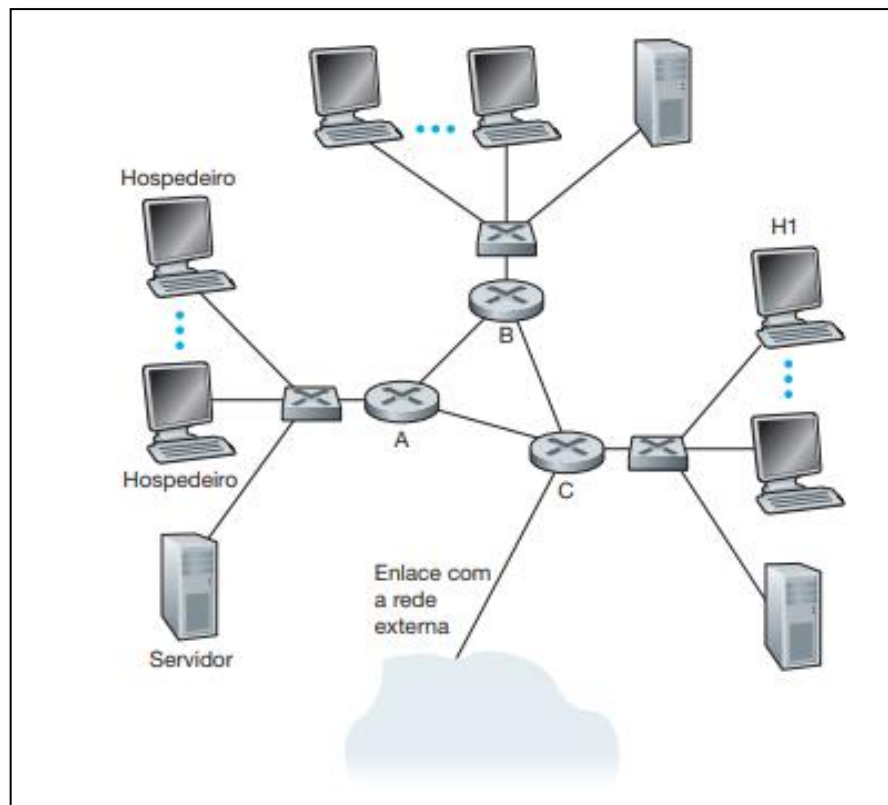 Hospedeiro
H1
B
A
Hospedeiro
C
Enlace com
a rede
externa
Servidor